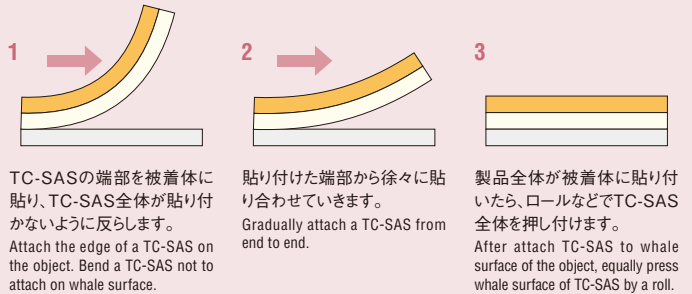 1
TC-SASの端部を被着体に
貼り、TC-SAS全体が貼り付
かないように反らします。
Attach the edge of a TC-SAS on
the object. Bend a TC-SAS not to
attach on whale surface.
2
貼り付けた端部から徐々に貼
り合わせていきます。
Gradually attach a TC-SAS from
end to end.
3
製品全体が被着体に貼り付
いたら、ロールなどでTC-SAS
全体を押し付けます。
After attach TC-SAS to whale
surface of the object, equally press
whale surface of TC-SAS by a roll.